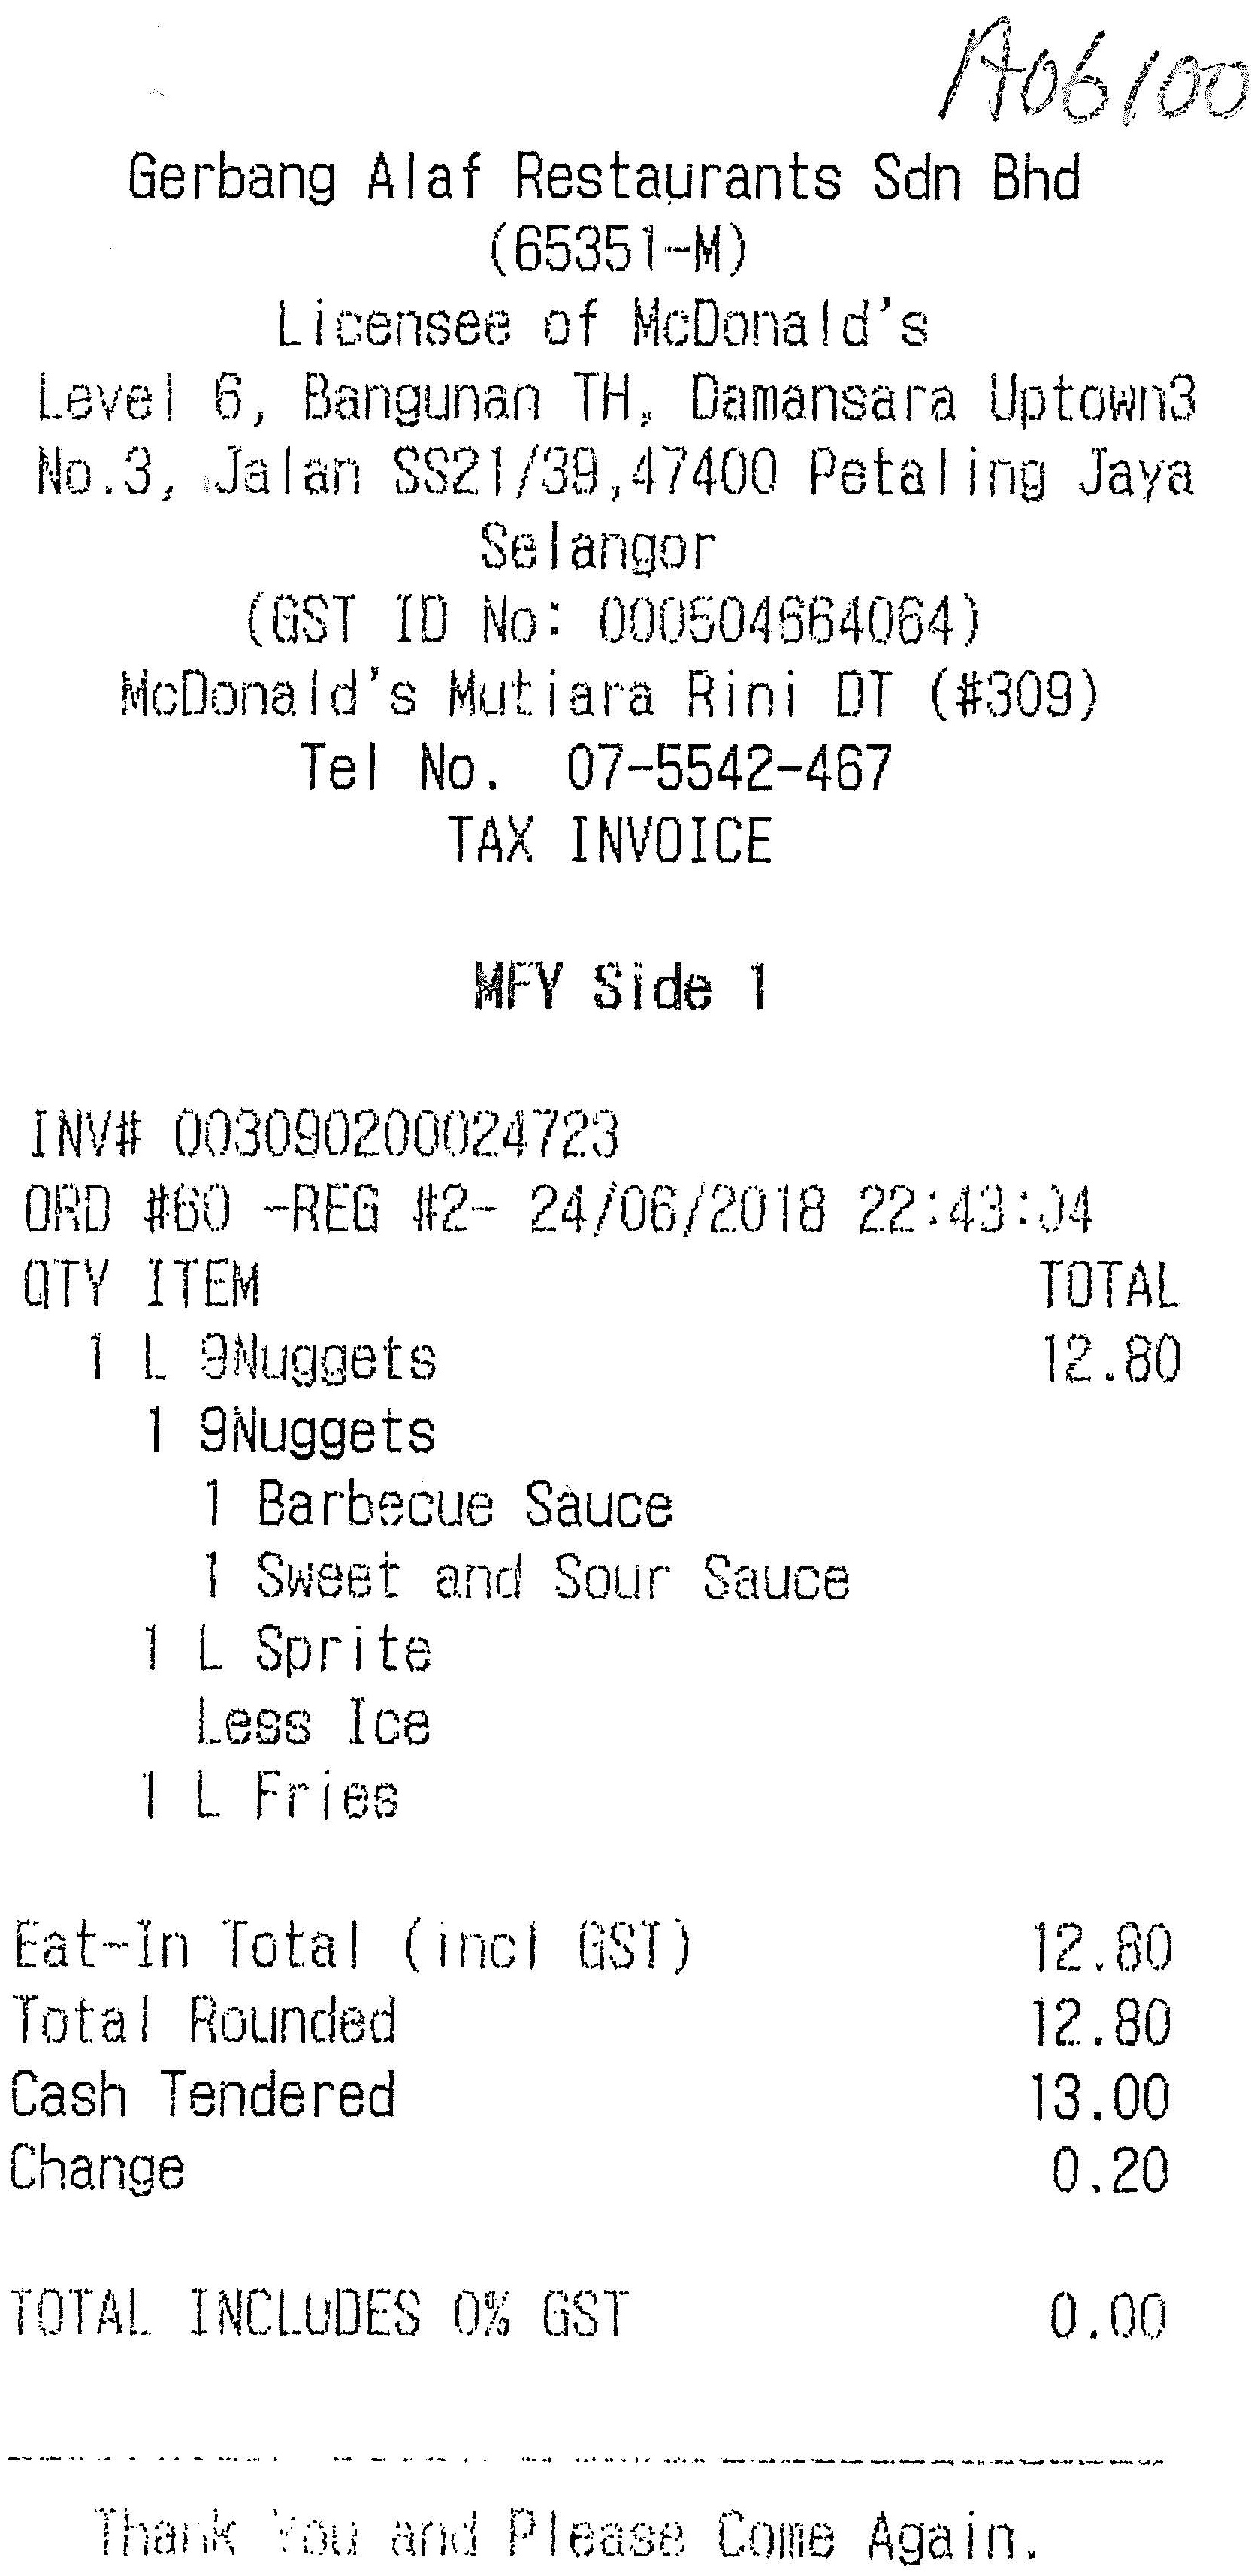 A06100
Gerbang Alaf Restaurants Sdn Bhd
(65351-M)
Licensee of McDonald's
Level 6, Bangunan TH, Damansara Uptown3
No.3, Jalan SS21/39,47400 Petaling Jaya
Selangor
(GST ID No: 000504664064)
McDonald's Mutiara Rini DT (#309)
Tel No.  07-5542-467
TAX INVOICE
MFY Side 1
INV# 003090200024723
ORD #60 -REG #2- 24/06/2018 22:43:04
QTY ITEM TOTAL
1 L 9Nuggets 12.80
1 9Nuggets
1 Barbecue Sauce
1 Sweet and Sour Sauce
1 L Sprite
Less Ice
1 L Fries
Eat-In Total (incl GST) 12.80
Total Rounded 12.80
Cash Tendered 13.00
Change 0.20
TOTAL INCLUDES 0% GST 0.00
Thank You and Please Come Again.